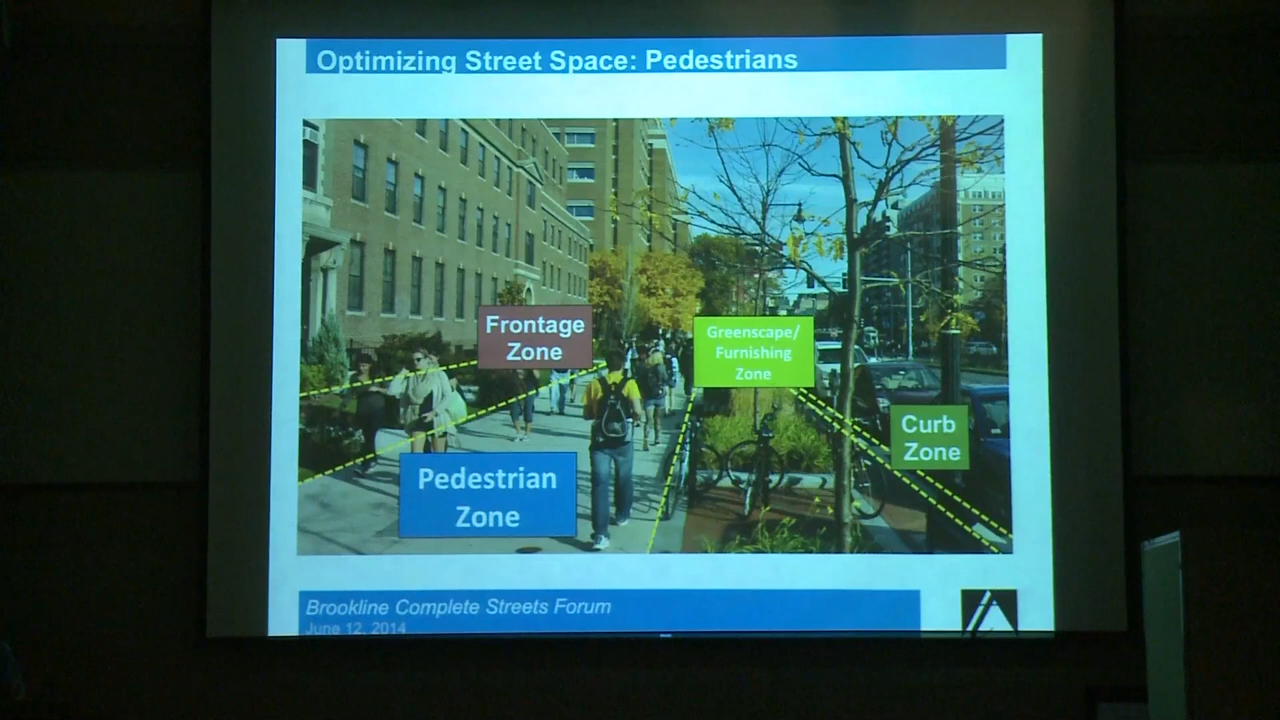 Optimizing Street Space: Pedestrians
Frontage
Zone
Greenscape/
Furnishing
Zone
Curb
Zone
Pedestrian
Zone
Brookline Complete Streets Forum
June 12, 2014